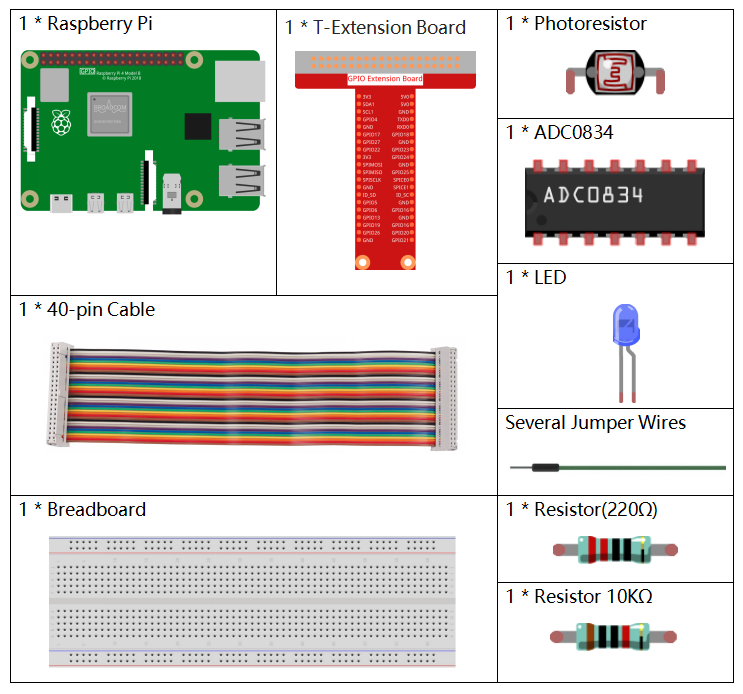 1 * Raspberry Pi
GPIO
Raspberry Pi 4 Model B
© Raspberry Pi 2018
BROADCOM
1 * T-Extension Board
GPIO Extension Board
3V3 5V0
SDA1 5V0
SCL1 GND
GPIO4 TXD0
GND RXD0
GPIO17 GPIO18
GPIO27 GND
GPIO22 GPIO23
3V3 GPIO24
SPIMOSI GND
SPIMISO GPIO25
SPISCLK SPICE0
GND SPICE1
ID_SD ID_SC
GPIO5 GND
GPIO6 GPIO12
GPIO13 GND
GPIO19 GPIO16
GPIO26 GPIO20
GND GPIO21
1 * Photoresistor
1 * ADC0834
ADC0834
1 * LED
1 * 40-pin Cable
Several Jumper Wires
1 * Breadboard
1 * Resistor(220Ω)
1 * Resistor 10KΩ